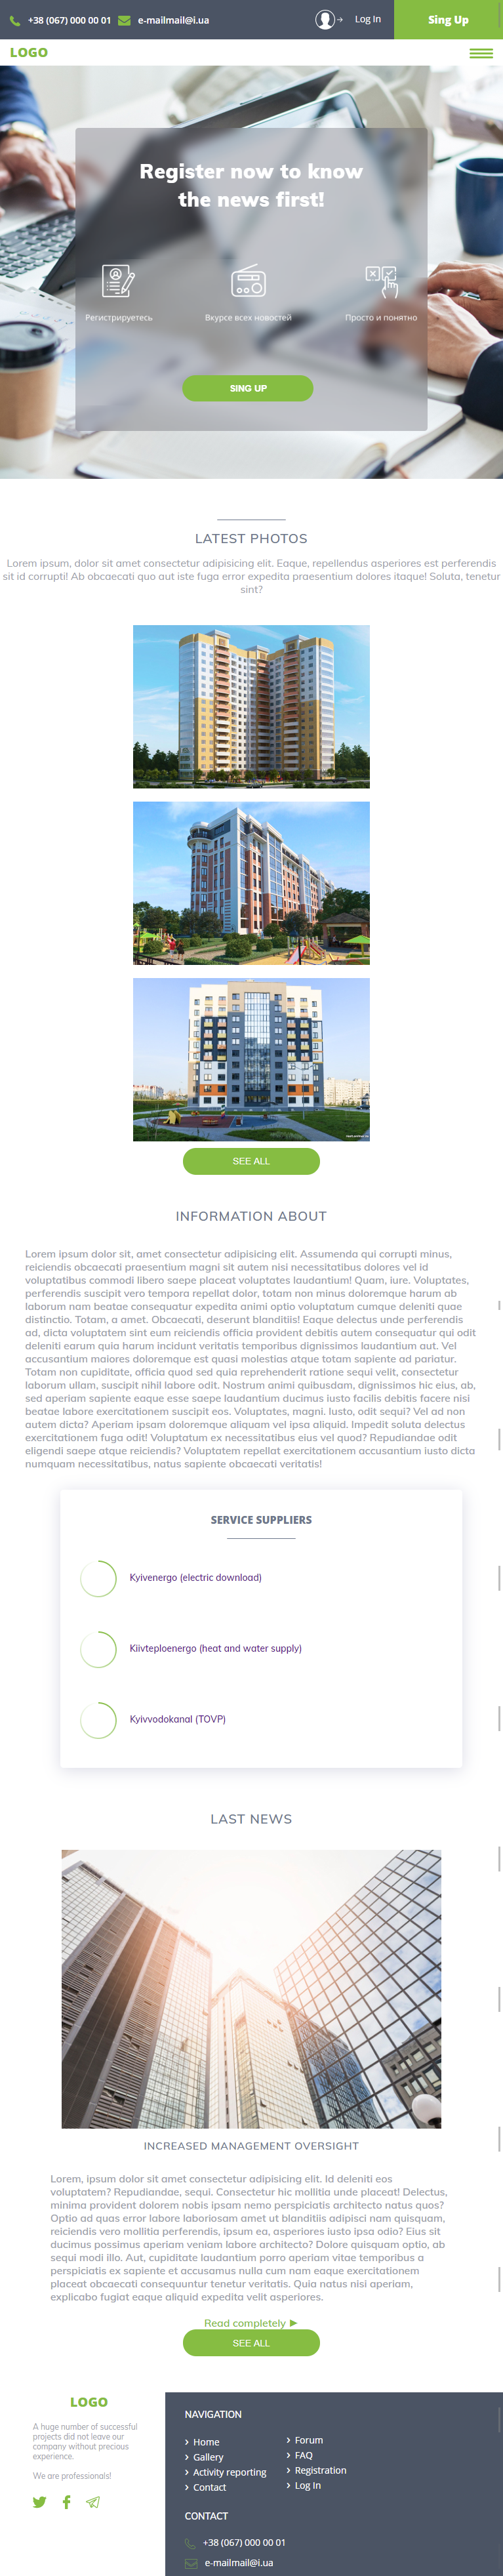 +38 (067) 000 00 01 e-mailmail@i.ua Log In Sing Up
LOGO
Register now to know
the news first!
Регистрируетесь Вкурсе всех новостей Просто и понятно
SING UP
LATEST PHOTOS
Lorem ipsum, dolor sit amet consectetur adipisicing elit. Eaque, repellendus asperiores est perferendis
sit id corrupti! Ab obcaecati quo aut iste fuga error expedita praesentium dolores itaque! Soluta, tenetur
sint?
SEE ALL
INFORMATION ABOUT
Lorem ipsum dolor sit, amet consectetur adipisicing elit. Assumenda qui corrupti minus,
reiciendis obcaecati praesentium magni sit autem nisi necessitatibus dolores vel id
voluptatibus commodi libero saepe placeat voluptates laudantium! Quam, iure. Voluptates,
perferendis suscipit vero tempora repellat dolor, totam non minus doloremque harum ab
laborum nam beatae consequatur expedita animi optio voluptatum cumque deleniti quae
distinctio. Totam, a amet. Obcaecati, deserunt blanditiis! Eaque delectus unde perferendis
ad, dicta voluptatem sint eum reiciendis officia provident debitis autem consequatur qui odit
deleniti earum quia harum incidunt veritatis temporibus dignissimos laudantium aut. Vel
accusantium maiores doloremque est quasi molestias atque totam sapiente ad pariatur.
Totam non cupiditate, officia quod sed quia reprehenderit ratione sequi velit, consectetur
laborum ullam, suscipit nihil labore odit. Nostrum animi quibusdam, dignissimos hic eius, ab,
sed aperiam sapiente eaque esse saepe laudantium ducimus iusto facilis debitis facere nisi
beatae labore consequuntur excepturi eos. Voluptates, magni. Iusto, odit sequi? Vel ad non
autem dicta? Aperiam ipsam doloremque aliquam vel ipsa aliquid. Impedit soluta delectus
exercitationem fuga odit! Voluptatum ex necessitatibus eius vel quod? Repudiandae odit
eligendi saepe atque reiciendis? Voluptatem repellat exercitationem accusantium iusto dicta
numquam necessitatibus, natus sapiente obcaecati veritatis!
SERVICE SUPPLIERS
Kyivenergo (electric download)
Kiivteploenergo (heat and water supply)
Kyivvodokanal (TOVP)
LAST NEWS
INCREASED MANAGEMENT OVERSIGHT
Lorem, ipsum dolor sit amet consectetur adipisicing elit. Id deleniti eos
voluptatem? Repudiandae, sequi. Consectetur hic mollitia unde placeat! Delectus,
minima provident dolorem nobis ipsam nemo perspiciatis architecto natus quos?
Optio ad quas error labore laboriosam amet ut blanditiis adipisci nam quisquam,
reiciendis vero mollitia perferendis, ipsum ea, asperiores iusto ipsa odio? Eius sit
ducimus possimus aperiam veniam labore architecto? Dolore quisquam optio, ab
sequi modi illo. Aut, cupiditate laudantium porro aperiam vitae temporibus a
perspiciatis ex sapiente et accusamus nulla cum nam eaque exercitationem
placeat obcaecati consequuntur tenetur veritatis. Quia natus nisi aperiam,
explicabo fugiat eaque aliquid expedita velit asperiores.
Read completely ►
SEE ALL
LOGO
A huge number of successful
projects did not leave our
company without precious
experience.
We are professionals!
NAVIGATION
› Home
› Gallery
› Activity reporting
› Contact
› Forum
› FAQ
› Registration
› Log In
CONTACT
+38 (067) 000 00 01
e-mailmail@i.ua